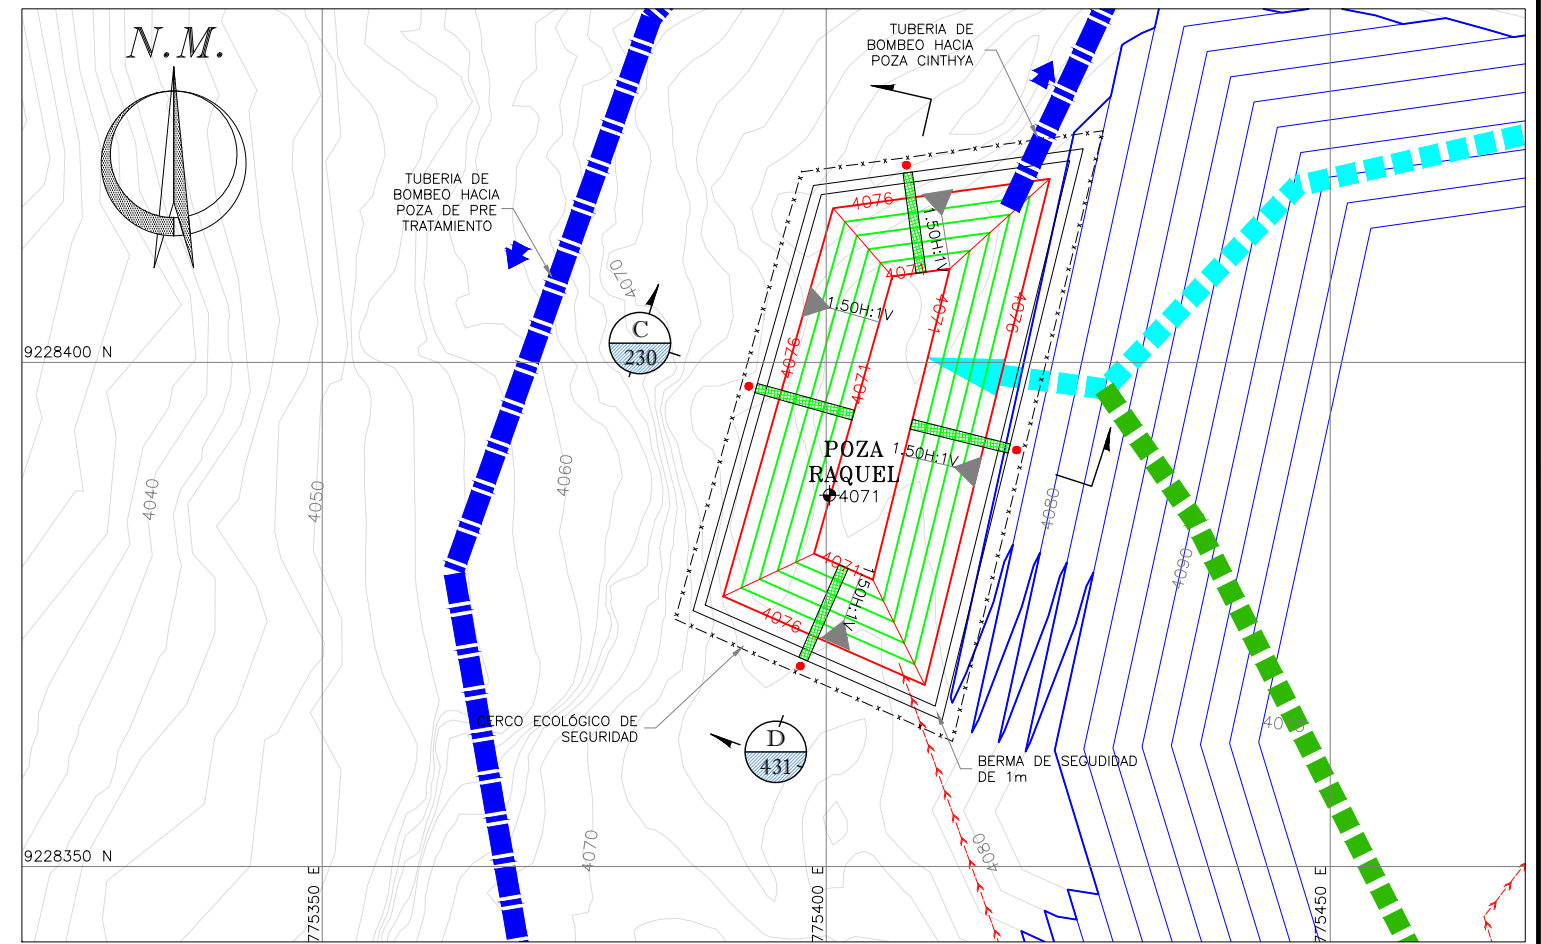 N.M.
TUBERIA DE
BOMBEO HACIA
POZA CINTHYA
TUBERIA DE
BOMBEO HACIA
POZA DE PRE
TRATAMIENTO
4076
1.50H:1V
4071
4070
1.50H:1V
4071
4076
C
230
9228400 N
4076
4071
POZA
RAQUEL
4071
1.50H:1V
4040
4050
4060
4080
4090
4071
1.50H:1V
4076
CERCO ECOLÓGICO DE
SEGURIDAD
D
431
BERMA DE SEGUDIDAD
DE 1m
4070
4080
9228350 N
775350 E
775400 E
775450 E